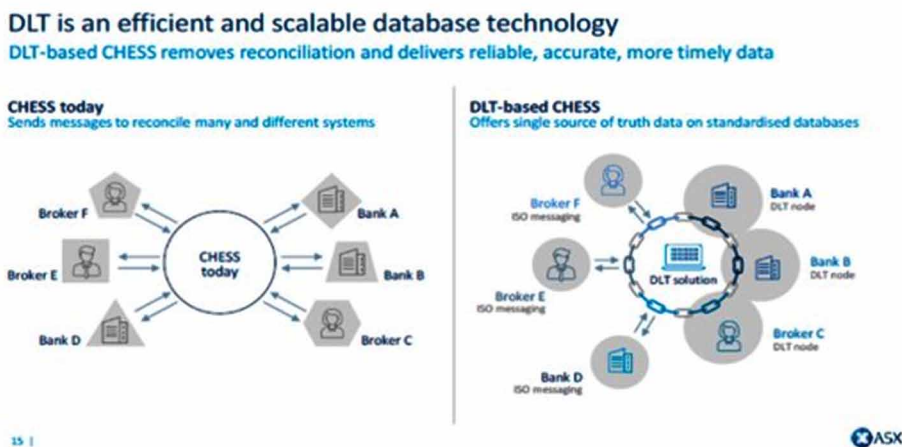 DLT is an efficient and scalable database technology
DLT-based CHESS removes reconciliation and delivers reliable, accurate, more timely data
CHESS today
Sends messages to reconcile many and different systems
Broker F
Bank A
Broker E
CHESS
today
Bank B
Bank D
Broker C
DLT-based CHESS
Offers single source of truth data on standardised databases
Broker F
ISO messaging
Bank A
DLT node
Broker E
ISO messaging
DLT solution
Bank B
DLT node
Bank D
ISO messaging
Broker C
DLT node
15 |
ASX